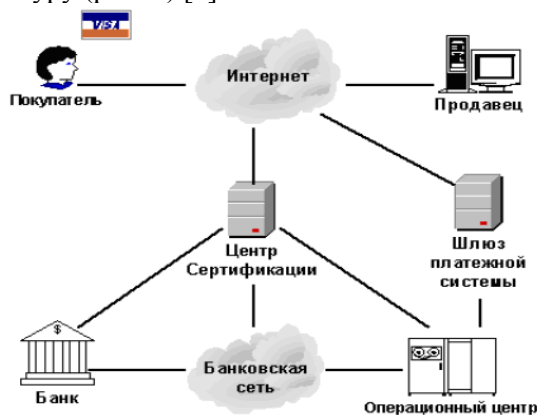 VISA
Интернет
Покупатель
Продавец
Центр
Сертификации
Шлюз
платежной
системы
Банк
Банковская
сеть
Операционный центр